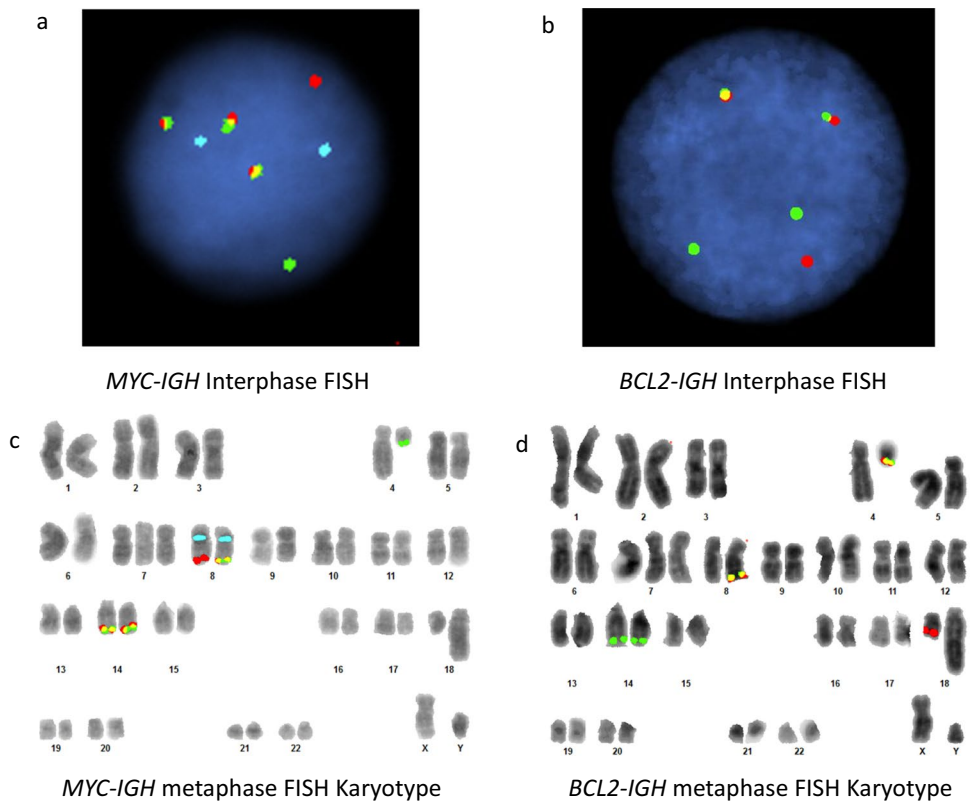 a
b
MYC-IGH Interphase FISH
BCL2-IGH Interphase FISH
c
1 2 3 4 5
6 7 8 9 10 11 12
13 14 15 16 17 18
19 20 21 22 X Y
MYC-IGH metaphase FISH Karyotype
d
1 2 3 4 5
6 7 8 9 10 11 12
13 14 15 16 17 18
19 20 21 22 X Y
BCL2-IGH metaphase FISH Karyotype